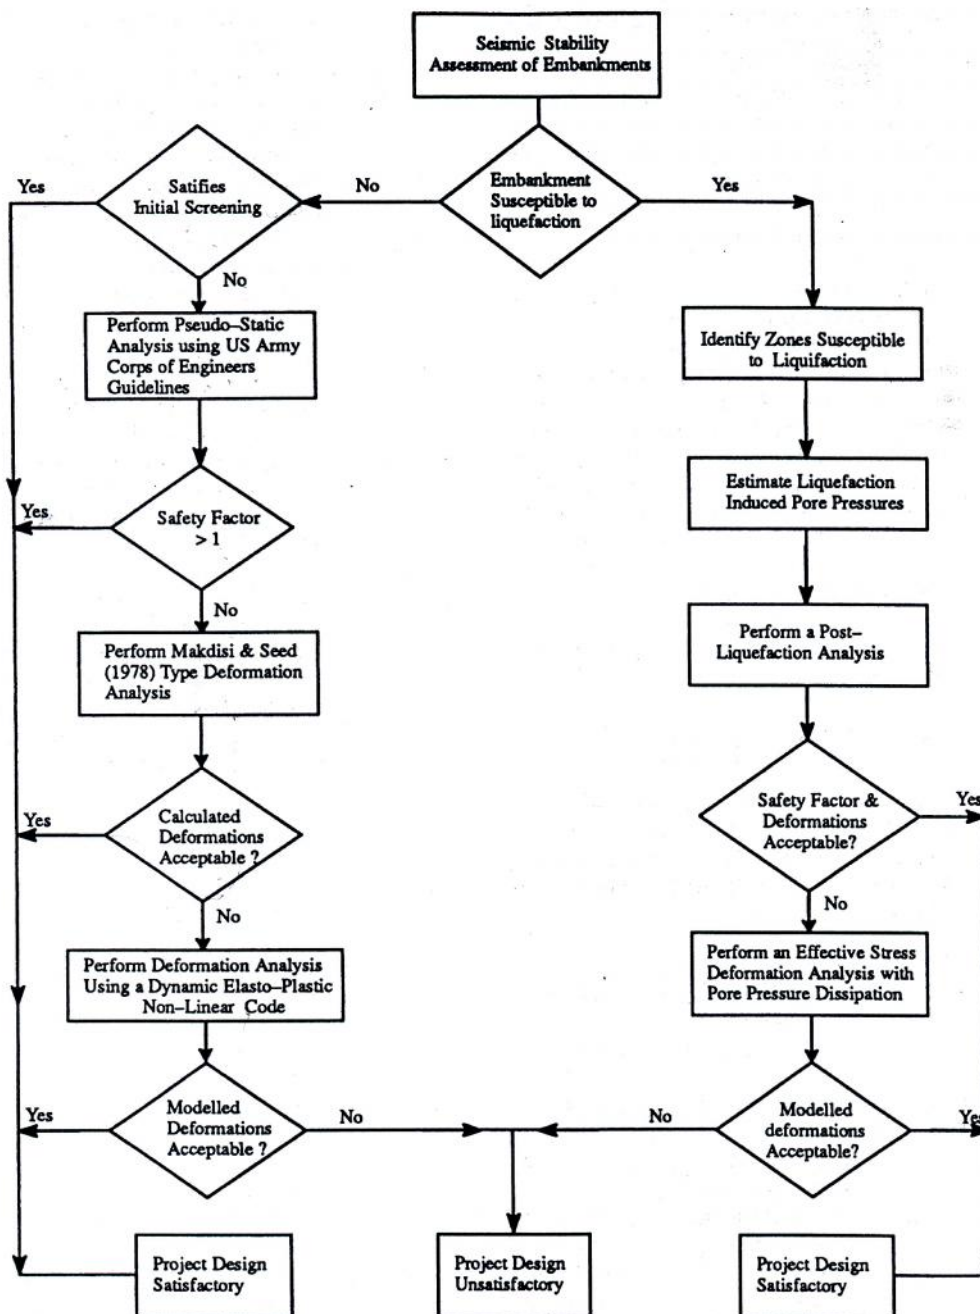 Seismic Stability
Assessment of Embankments
Embankment
Susceptible to
liquefaction
No
Yes
Satifies
Initial Screening
Yes
No
Perform Pseudo-Static
Analysis using US Army
Corps of Engineers
Guidelines
Safety Factor
> 1
Yes
No
Perform Makdisi & Seed
(1978) Type Deformation
Analysis
Calculated
Deformations
Acceptable ?
Yes
No
Perform Deformation Analysis
Using a Dynamic Elasto-Plastic
Non-Linear Code
Modelled
Deformations
Acceptable ?
Yes
No
Identify Zones Susceptible
to Liquifaction
Estimate Liquefaction
Induced Pore Pressures
Perform a Post-
Liquefaction Analysis
Safety Factor &
Deformations
Acceptable?
Yes
No
Perform an Effective Stress
Deformation Analysis with
Pore Pressure Dissipation
Modelled
deformations
Acceptable?
No
Yes
Project Design
Satisfactory
Project Design
Unsatisfactory
Project Design
Satisfactory